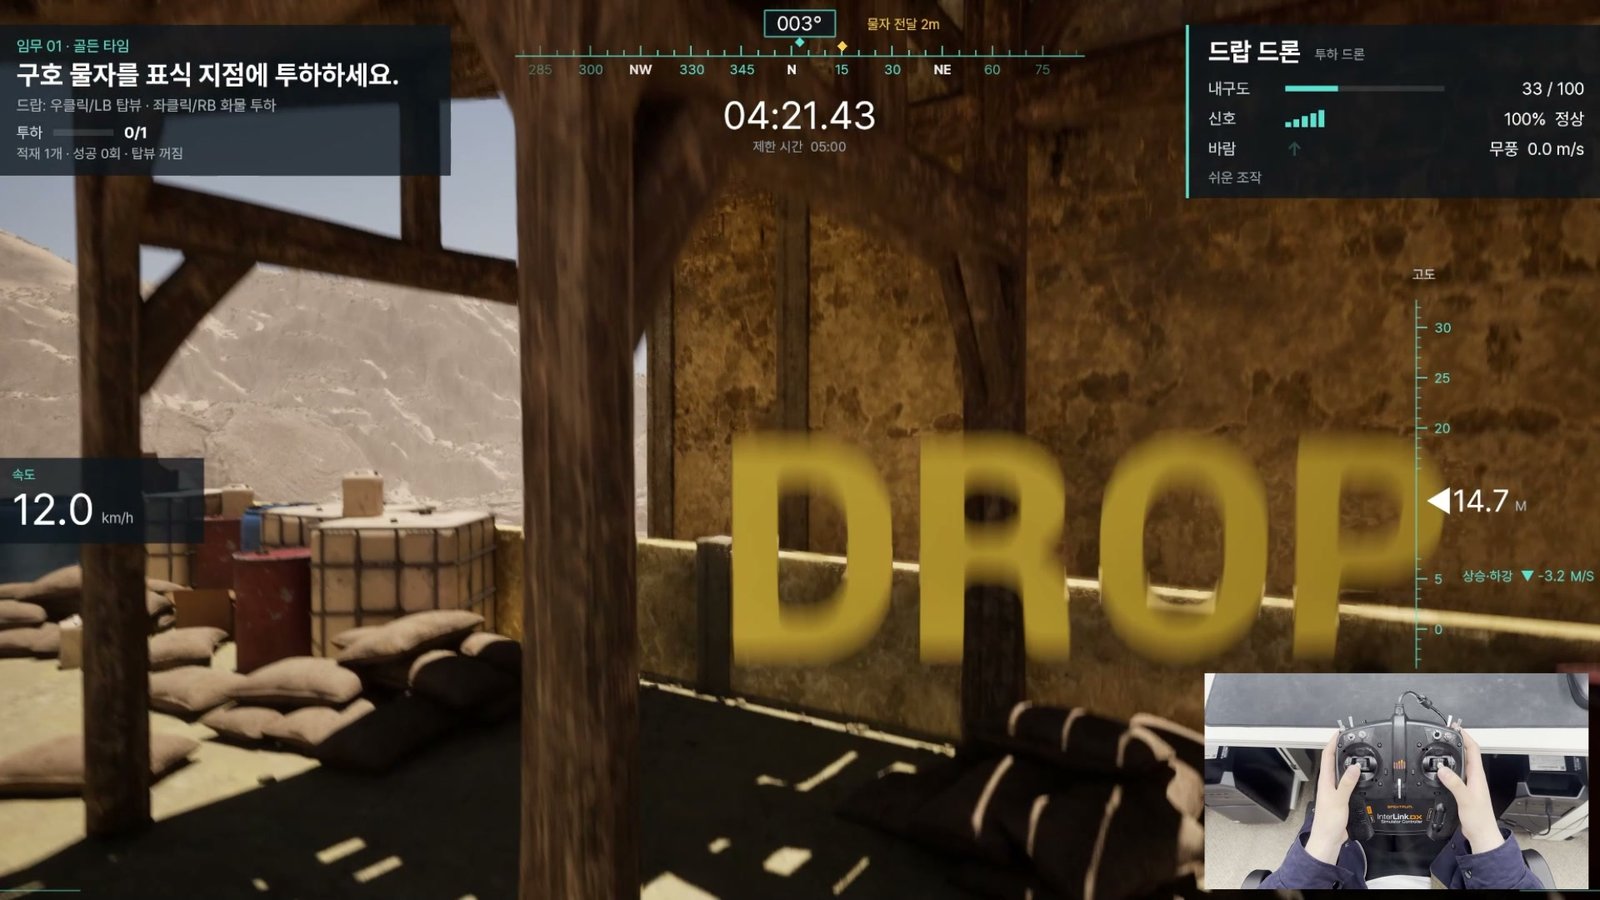 임무 01 · 골든 타임
구호 물자를 표식 지점에 투하하세요.
드랍: 우클릭/LB 탑뷰 · 좌클릭/RB 화물 투하
투하 0/1
적재 1개 · 성공 0회 · 탑뷰 꺼짐
003°
물자 전달 2m
285 300 NW 330 345 N 15 30 NE 60 75
04:21.43
제한 시간 05:00
드랍 드론 투하 드론
내구도 33 / 100
신호 100% 정상
바람 무풍 0.0 m/s
쉬운 조작
고도
30
25
20
14.7 M
5
상승·하강 ▼ -3.2 M/S
0
속도
12.0 km/h
DROP
SPEKTRUM
InterLink DX
Simulator Controller